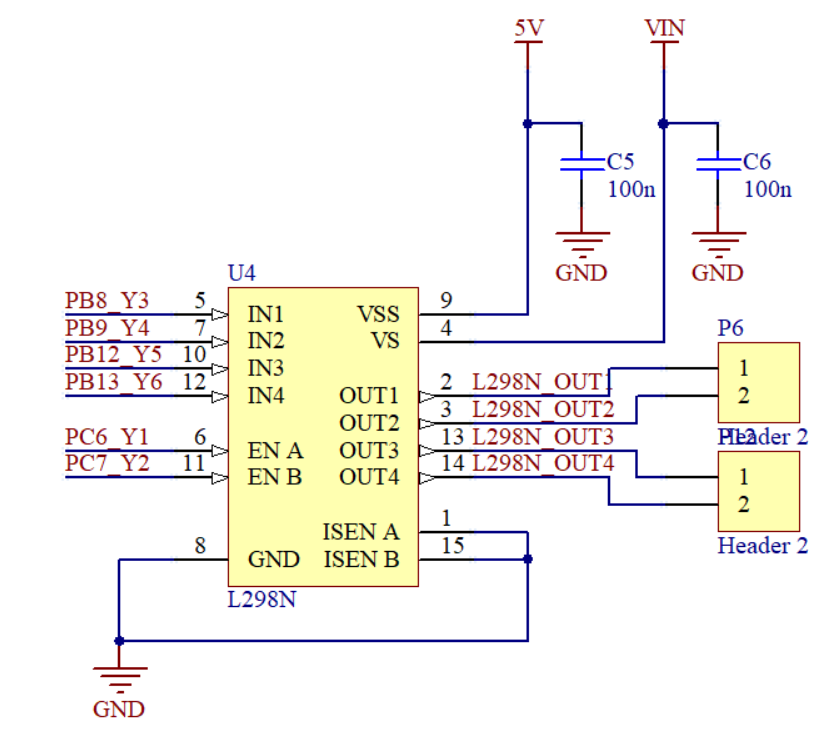 5V
VIN
C5
100n
C6
100n
GND
GND
U4
PB8_Y3 5 IN1
PB9_Y4 7 IN2
PB12_Y5 10 IN3
PB13_Y6 12 IN4
PC6_Y1 6 EN A
PC7_Y2 11 EN B
8 GND
VSS 9
VS 4
OUT1 2 L298N_OUT1
OUT2 3 L298N_OUT2
OUT3 13 L298N_OUT3
OUT4 14 L298N_OUT4
ISEN A 1
ISEN B 15
L298N
GND
P6
1
2
Header 2
P12
1
2
Header 2